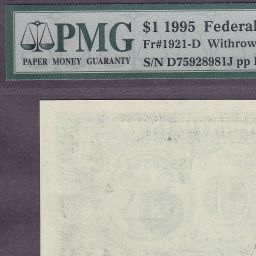 PMG
PAPER MONEY GUARANTY
$1 1995 Federal
Fr#1921-D Withrow
S/N D75928981J pp